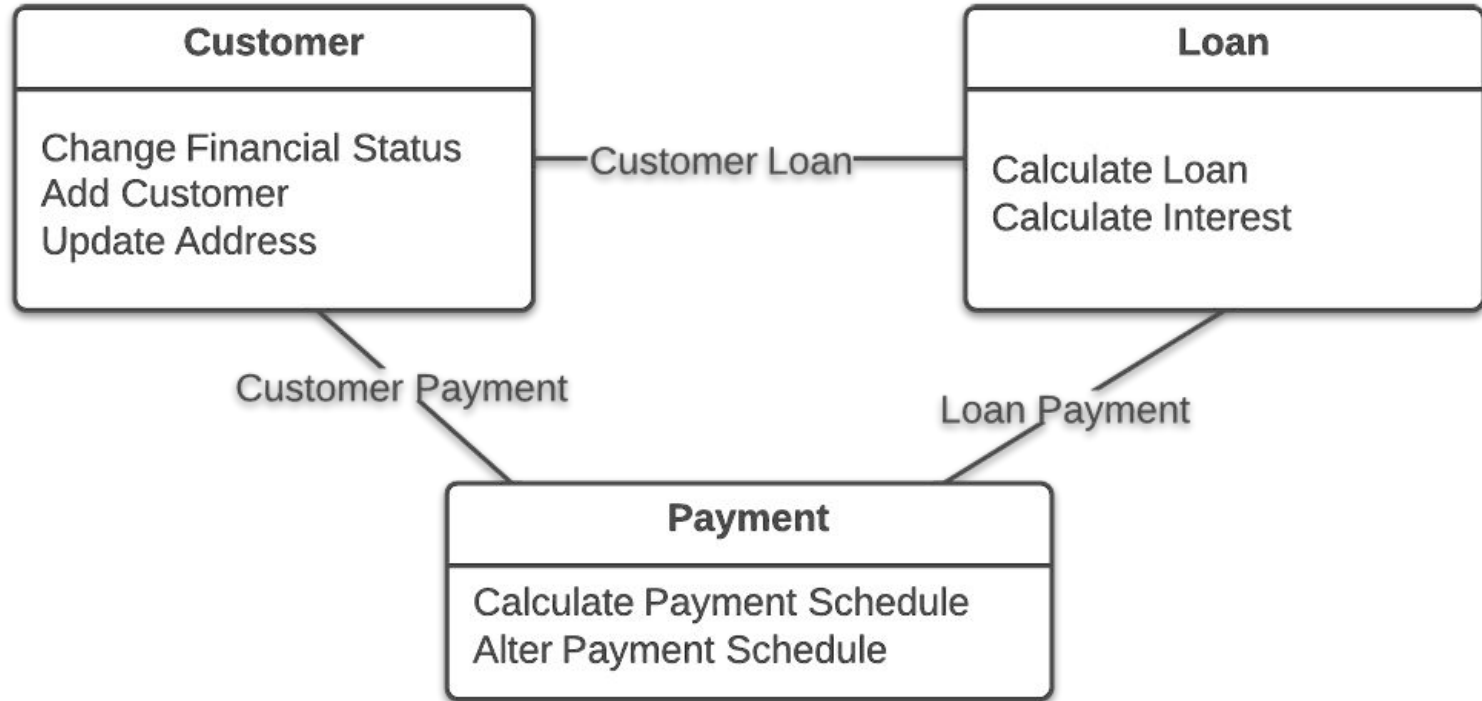 Customer
Change Financial Status
Add Customer
Update Address
Customer Loan
Loan
Calculate Loan
Calculate Interest
Customer Payment
Loan Payment
Payment
Calculate Payment Schedule
Alter Payment Schedule